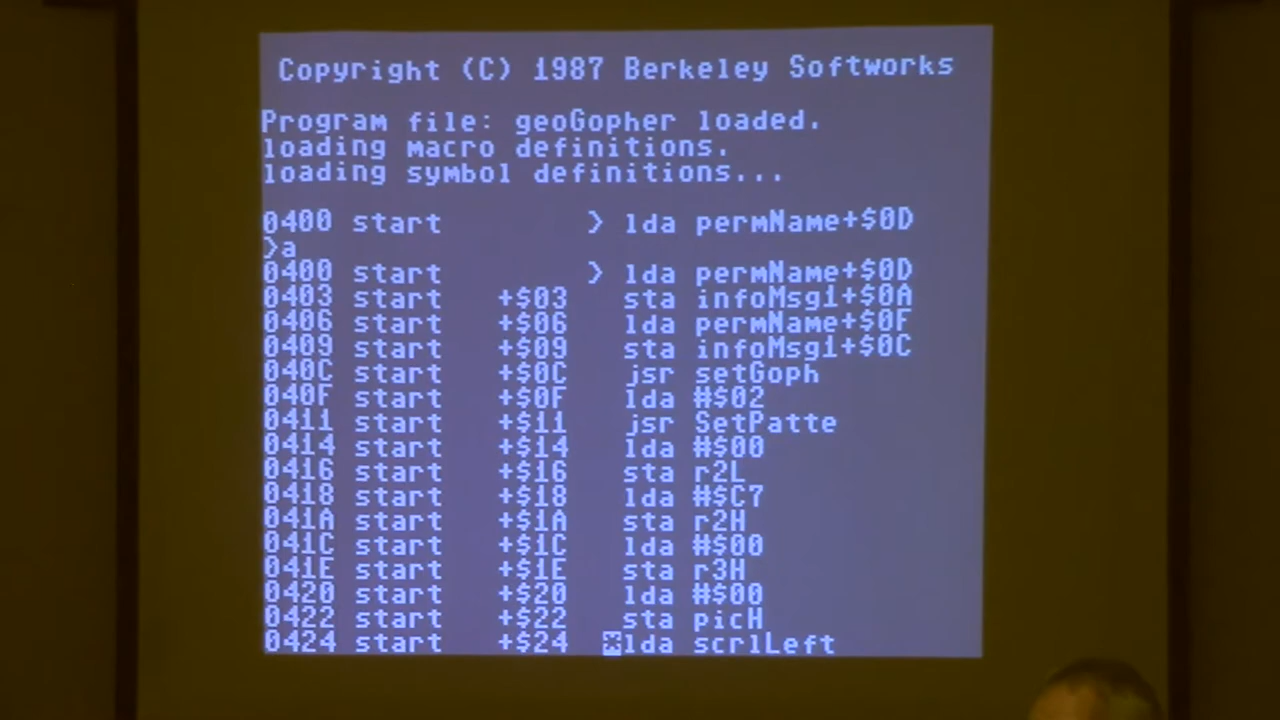 Copyright (C) 1987 Berkeley Softworks
Program file: geoGopher loaded.
loading macro definitions.
loading symbol definitions...
0400 start > lda permName+$0D
>a
0400 start > lda permName+$0D
0403 start +$03 sta infoMsg1+$0A
0406 start +$06 lda permName+$0F
0409 start +$09 sta infoMsg1+$0C
040C start +$0C jsr setGoph
040F start +$0F lda #$02
0411 start +$11 jsr SetPatte
0414 start +$14 lda #$00
0416 start +$16 sta r2L
0418 start +$18 lda #$C7
041A start +$1A sta r2H
041C start +$1C lda #$00
041E start +$1E sta r3H
0420 start +$20 lda #$00
0422 start +$22 sta picH
0424 start +$24 *lda scrlLeft